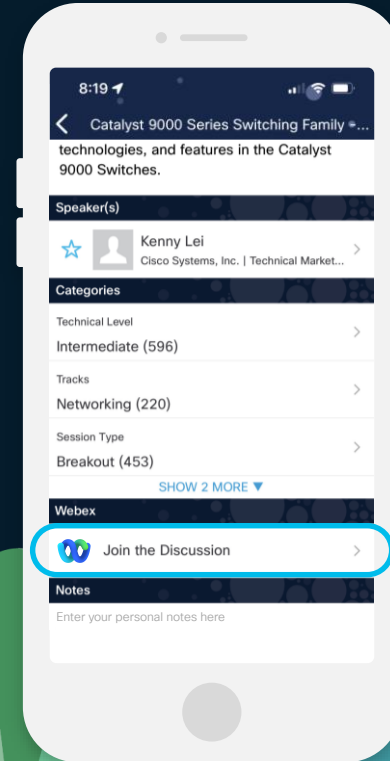 8:19
Catalyst 9000 Series Switching Family -...
technologies, and features in the Catalyst
9000 Switches.
Speaker(s)
Kenny Lei
Cisco Systems, Inc. | Technical Market...
Categories
Technical Level
Intermediate (596)
Tracks
Networking (220)
Session Type
Breakout (453)
SHOW 2 MORE ▼
Webex
Join the Discussion
Notes
Enter your personal notes here